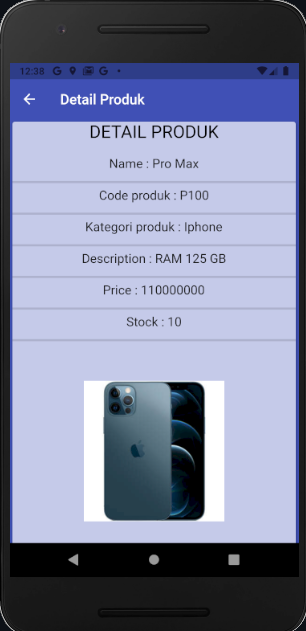 12:38 G G
Detail Produk
DETAIL PRODUK
Name : Pro Max
Code produk : P100
Kategori produk : Iphone
Description : RAM 125 GB
Price : 110000000
Stock : 10